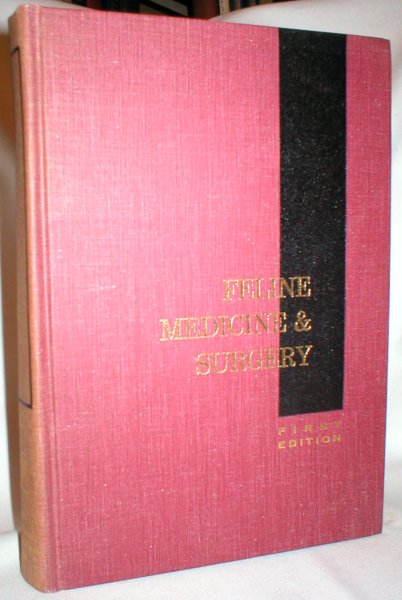 FELINE
MEDICINE &
SURGERY
FIRST
EDITION